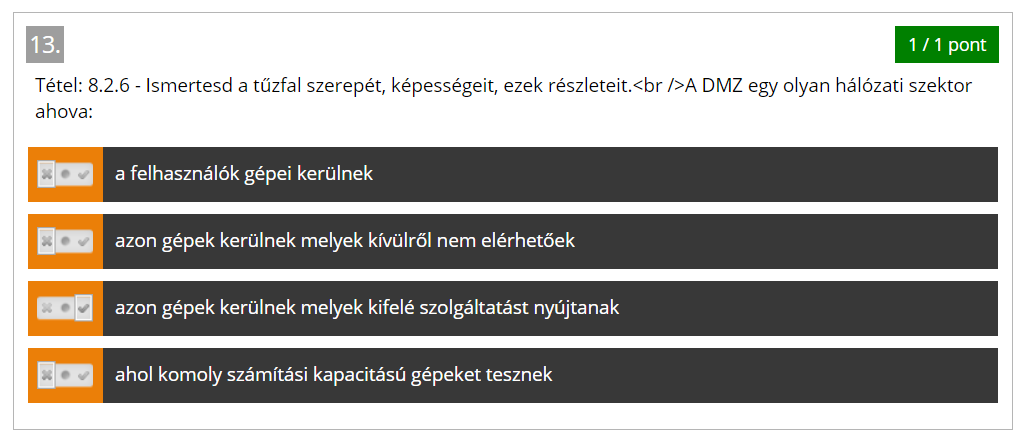 13.
1 / 1 pont
Tétel: 8.2.6 - Ismertesd a tűzfal szerepét, képességeit, ezek részleteit.<br />A DMZ egy olyan hálózati szektor
ahova:
a felhasználók gépei kerülnek
azon gépek kerülnek melyek kívülről nem elérhetőek
azon gépek kerülnek melyek kifelé szolgáltatást nyújtanak
ahol komoly számítási kapacitású gépeket tesznek